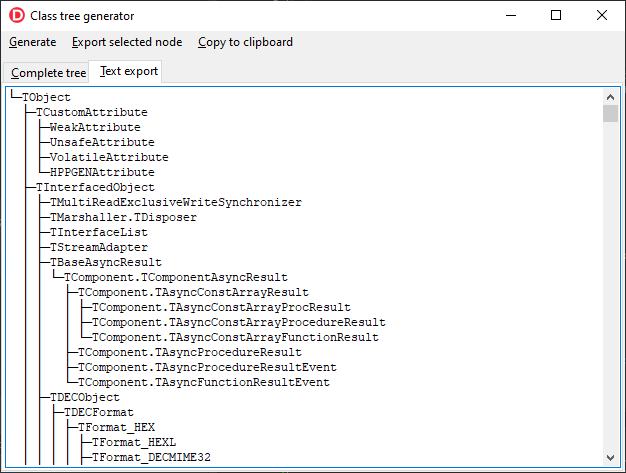 Class tree generator
Generate Export selected node Copy to clipboard
Complete tree Text export
TObject
TCustomAttribute
WeakAttribute
UnsafeAttribute
VolatileAttribute
HPPGENAttribute
TInterfacedObject
TMultiReadExclusiveWriteSynchronizer
TMarshaller.TDisposer
TInterfaceList
TStreamAdapter
TBaseAsyncResult
TComponent.TComponentAsyncResult
TComponent.TAsyncConstArrayResult
TComponent.TAsyncConstArrayProcResult
TComponent.TAsyncConstArrayProcedureResult
TComponent.TAsyncConstArrayFunctionResult
TComponent.TAsyncProcedureResult
TComponent.TAsyncProcedureResultEvent
TComponent.TAsyncFunctionResultEvent
TDECObject
TDECFormat
TFormat_HEX
TFormat_HEXL
TFormat_DECMIME32